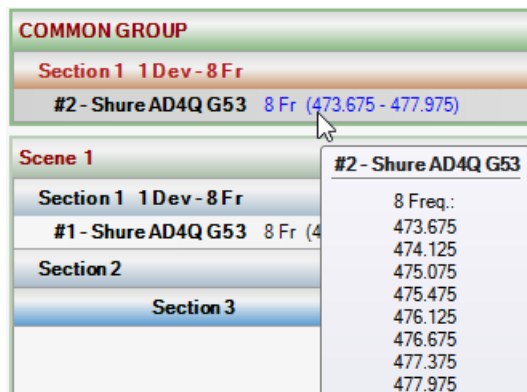 COMMON GROUP
Section 1 1 Dev - 8 Fr
#2 - Shure AD4Q G53 8 Fr (473.675 - 477.975)
Scene 1
Section 1 1 Dev - 8 Fr
#1 - Shure AD4Q G53 8 Fr (4
Section 2
Section 3
#2 - Shure AD4Q G53
8 Freq.:
473.675
474.125
475.075
475.475
476.125
476.675
477.375
477.975